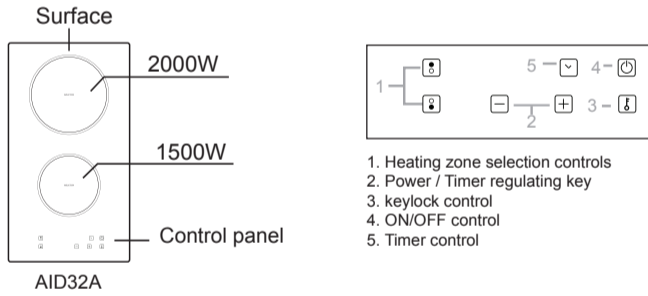 Surface
2000W
1500W
Control panel
AID32A
1
5
4
2
3
1. Heating zone selection controls
2. Power / Timer regulating key
3. keylock control
4. ON/OFF control
5. Timer control